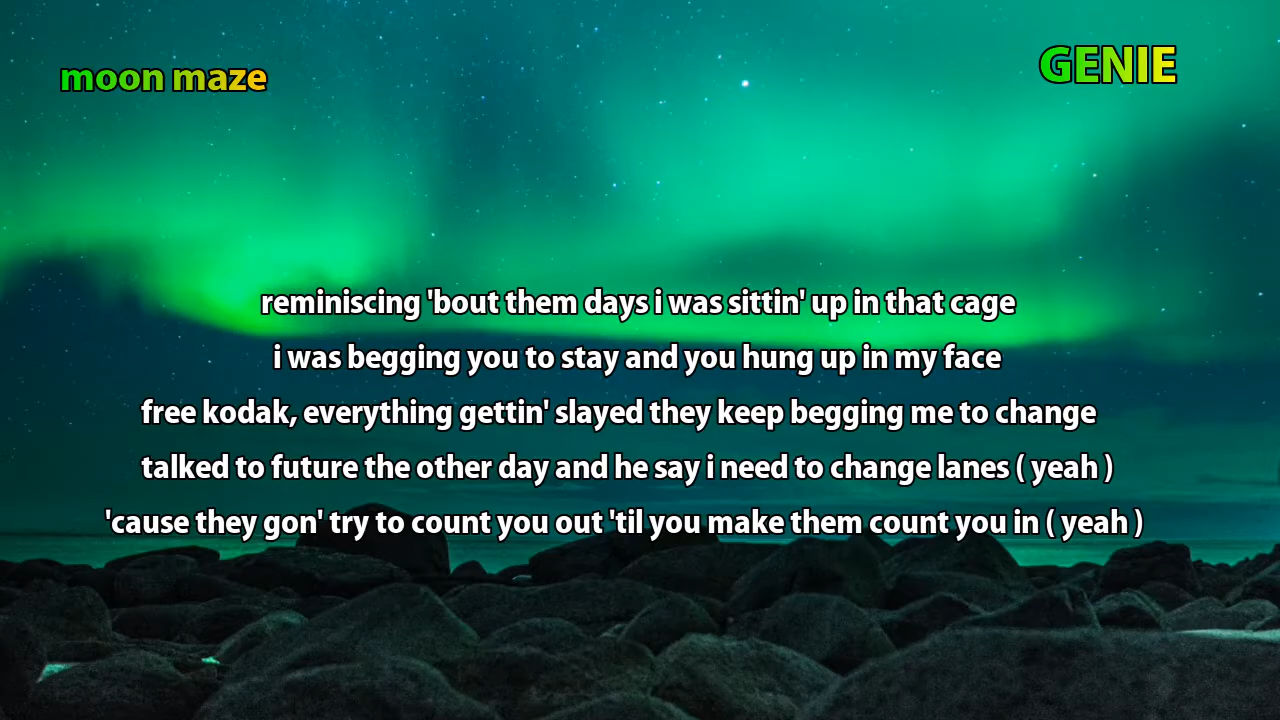 moon maze
GENIE
reminiscing 'bout them days i was sittin' up in that cage
i was begging you to stay and you hung up in my face
free kodak, everything gettin' slayed they keep begging me to change
talked to future the other day and he say i need to change lanes ( yeah )
'cause they gon' try to count you out 'til you make them count you in ( yeah )